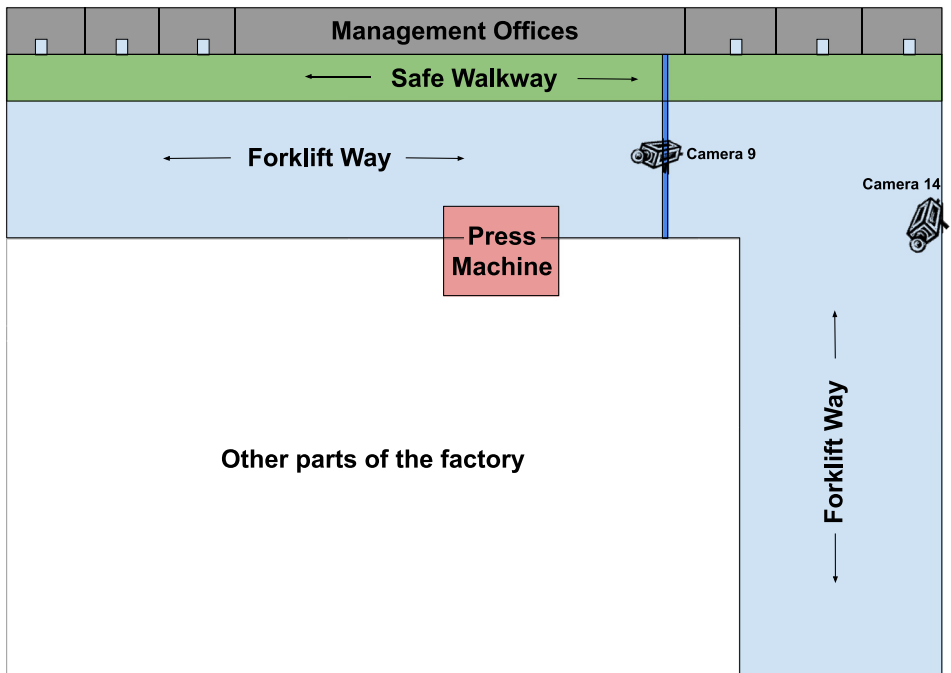 Management Offices
Safe Walkway
Forklift Way
Camera 9
Camera 14
Press
Machine
Other parts of the factory
Forklift Way